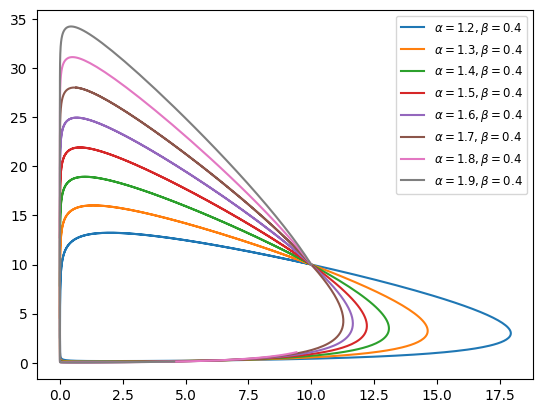 35
30
25
20
15
10
5
0
0.0 2.5 5.0 7.5 10.0 12.5 15.0 17.5
α = 1.2, β = 0.4
α = 1.3, β = 0.4
α = 1.4, β = 0.4
α = 1.5, β = 0.4
α = 1.6, β = 0.4
α = 1.7, β = 0.4
α = 1.8, β = 0.4
α = 1.9, β = 0.4